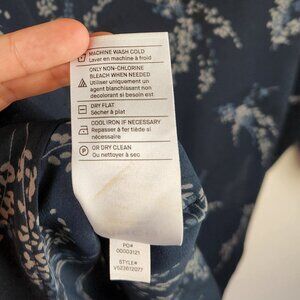 MACHINE WASH COLD
Laver en machine à froid
ONLY NON-CHLORINE
BLEACH WHEN NEEDED
Utiliser uniquement un
agent blanchissant non
decolorant si besoin est
DRY FLAT
Sécher à plat
COOL IRON IF NECESSARY
Repasser à fer tiède si
nécessaire
P
OR DRY CLEAN
Ou nettoyer à sec
PO#
00003121
STYLE#
V623612077